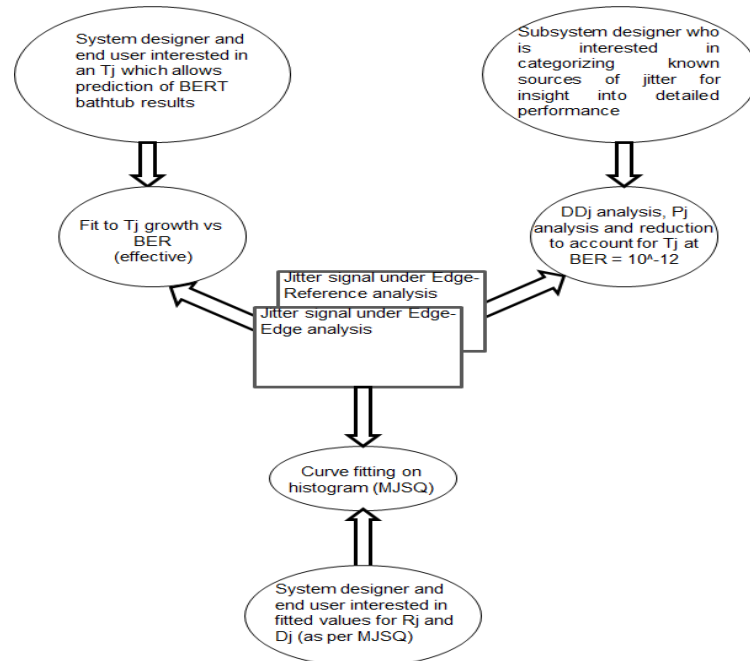 System designer and
end user interested in
an Tj which allows
prediction of BERT
bathtub results
Subsystem designer who
is interested in
categorizing known
sources of jitter for
insight into detailed
performance
Fit to Tj growth vs
BER
(effective)
DDj analysis, Pj
analysis and reduction
to account for Tj at
BER = 10^-12
Jitter signal under Edge-
Reference analysis
Jitter signal under Edge-
Edge analysis
Curve fitting on
histogram (MJSQ)
System designer and
end user interested in
fitted values for Rj and
Dj (as per MJSQ)